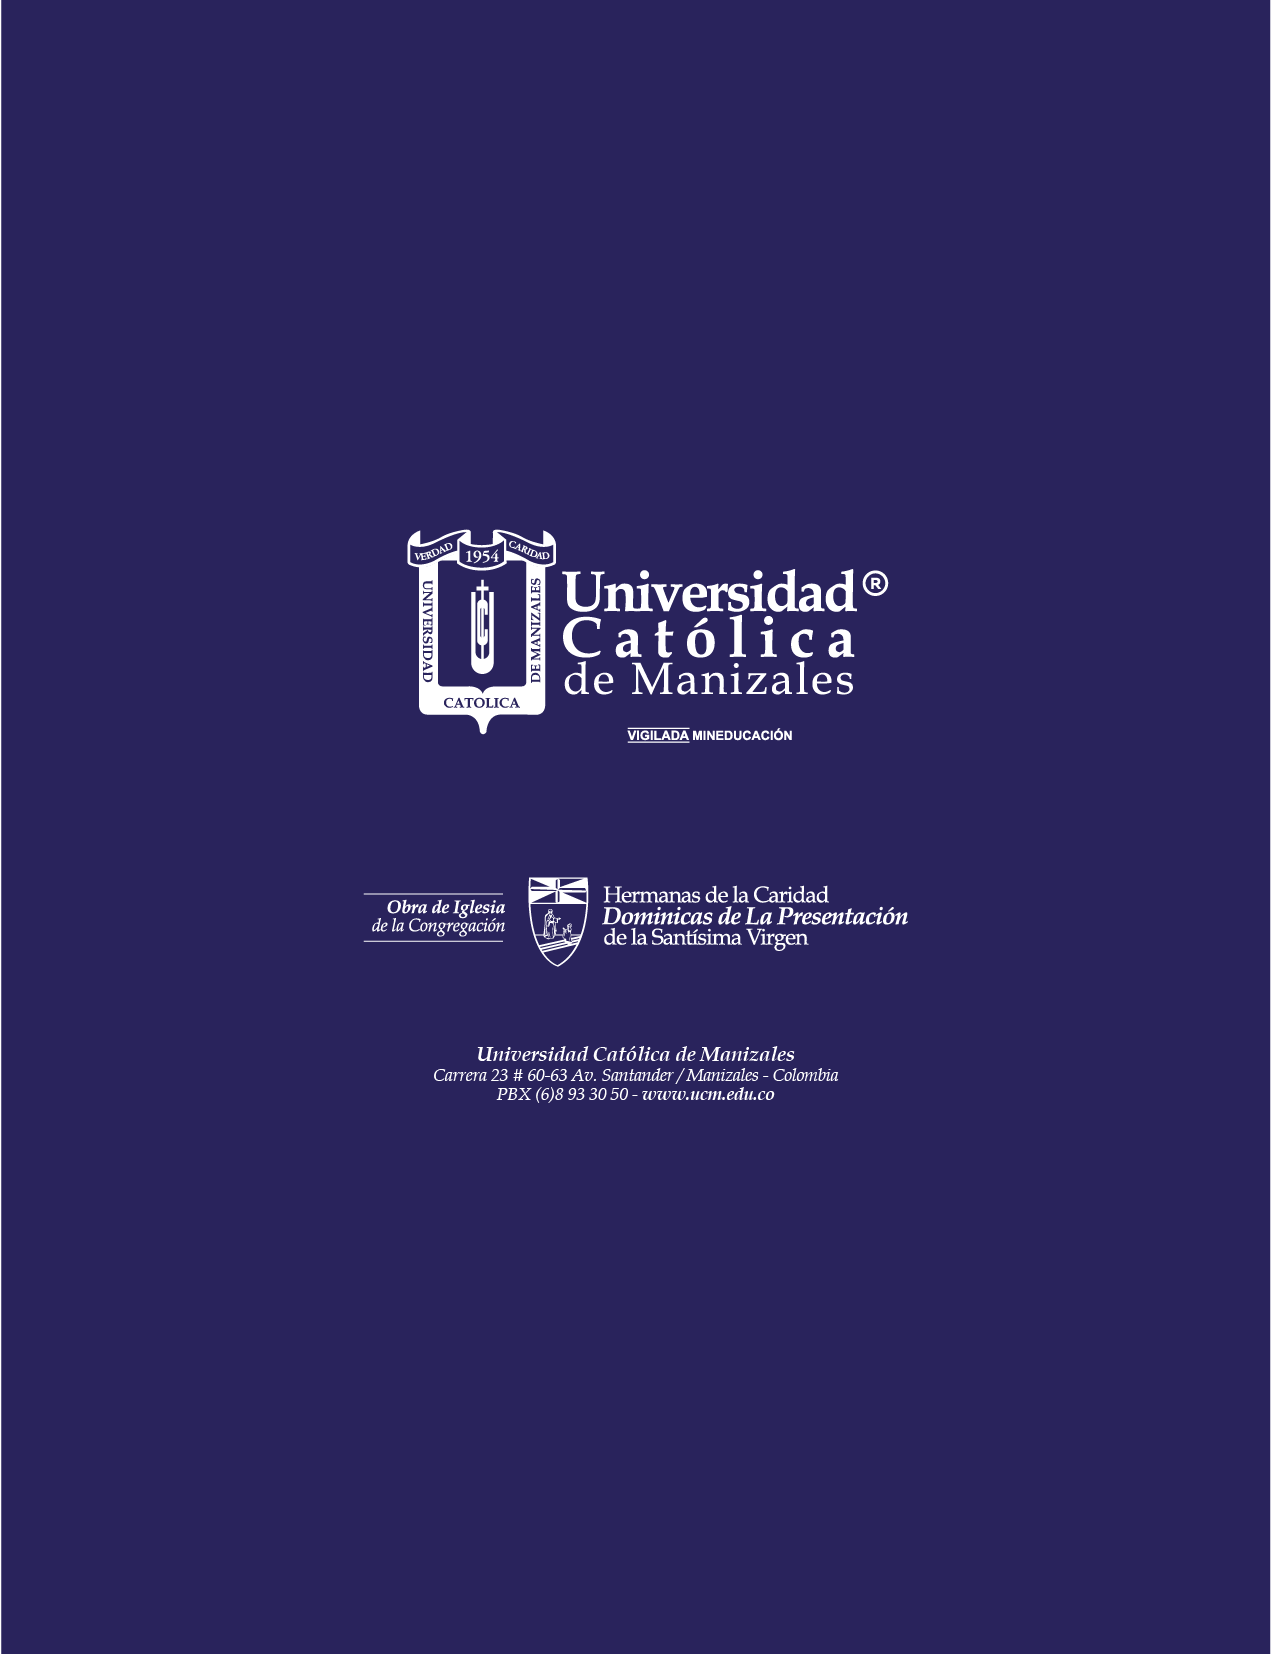 VERDAD 1954 CARIDAD
UNIVERSIDAD
CATOLICA
DE MANIZALES
Universidad®
Católica
de Manizales
VIGILADA MINEDUCACIÓN
Obra de Iglesia
de la Congregación
Hermanas de la Caridad
Dominicas de La Presentación
de la Santísima Virgen
Universidad Católica de Manizales
Carrera 23 # 60-63 Av. Santander / Manizales - Colombia
PBX (6)8 93 30 50 - www.ucm.edu.co